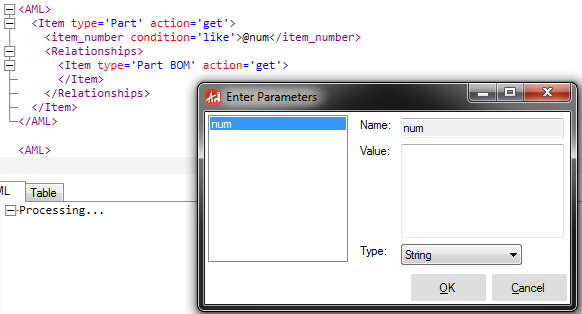 <AML>
<Item type='Part' action='get'>
<item_number condition='like'>@num</item_number>
<Relationships>
<Item type='Part BOM' action='get'>
</Item>
</Relationships>
</Item>
</AML>
<AML>
ML Table
Processing...
Enter Parameters
num
Name: num
Value:
Type: String
OK Cancel